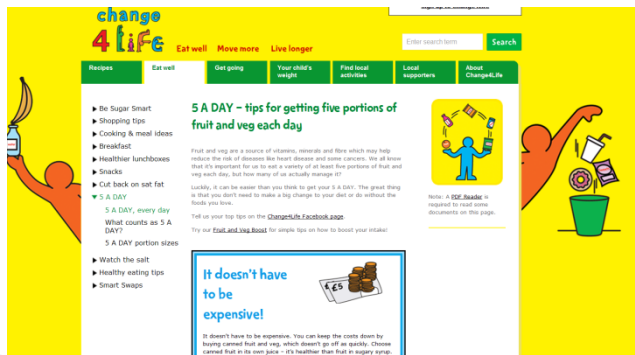 change
4 Life
Eat well Move more Live longer
Enter search term
Search
Recipes
Eat well
Get going
Your child's
weight
Find local
activities
Local
supporters
About
Change4Life
Be Sugar Smart
Shopping tips
Cooking & meal ideas
Breakfast
Healthier lunchboxes
Snacks
Cut back on sat fat
5 A DAY
5 A DAY, every day
What counts as 5 A
DAY?
5 A DAY portion sizes
Watch the salt
Healthy eating tips
Smart Swaps
5 A DAY – tips for getting five portions of
fruit and veg each day
Fruit and veg are a source of vitamins, minerals and fibre which may help
reduce the risk of diseases like heart disease and some cancers. We all know
that it's important for us to eat a variety of at least five portions of fruit and
veg each day, but how many of us actually manage it?
Luckily, it can be easier than you think to get your 5 A DAY. The great thing
is that you don't need to make a big change to your diet or do without the
foods you love.
Tell us your top tips on the Change4Life Facebook page.
Try our Fruit and Veg Boost for simple tips on how to boost your intake!
It doesn't have
to be
expensive!
£5
It doesn't have to be expensive. You can keep the costs down by
buying canned fruit and veg, which doesn't go off as quickly. Choose
canned fruit in its own juice – it's healthier than fruit in sugary syrup.
Note: A PDF Reader is
required to read some
documents on this page.